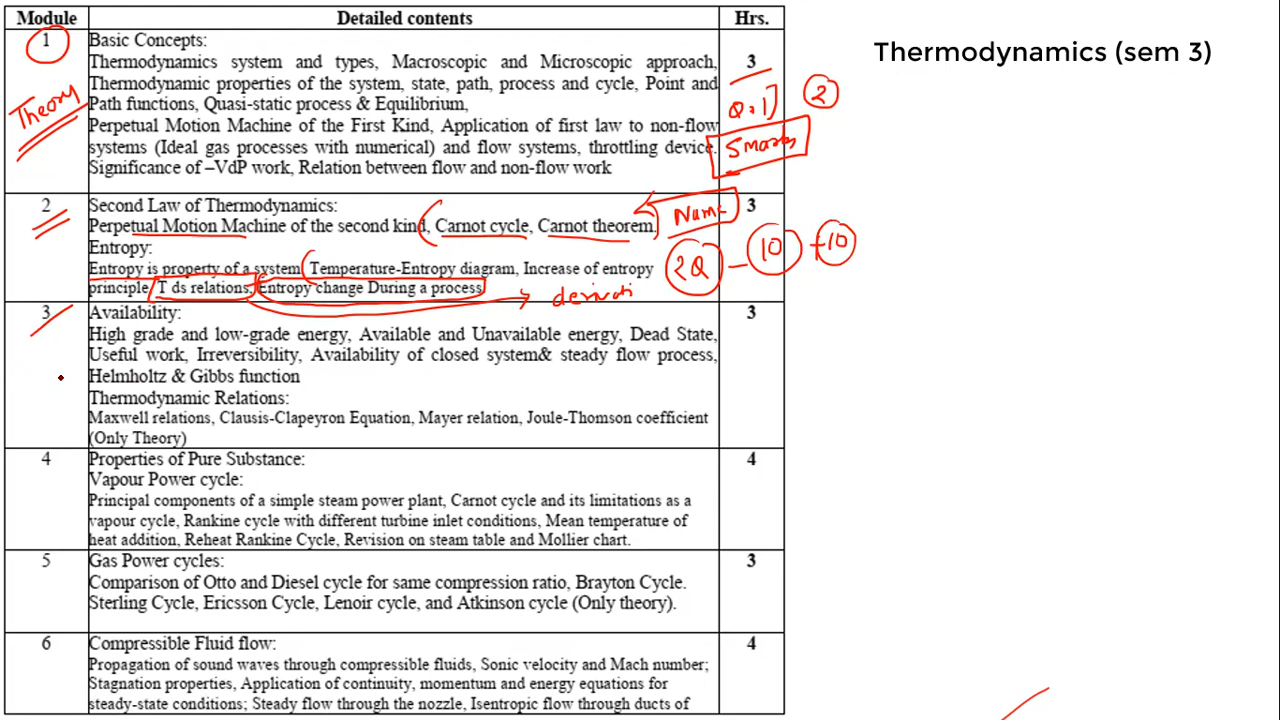 Module Detailed contents Hrs.
Thermodynamics (sem 3)
1 Basic Concepts:
Thermodynamics system and types, Macroscopic and Microscopic approach, 3
Thermodynamic properties of the system, state, path, process and cycle, Point and
Path functions, Quasi-static process & Equilibrium,
Perpetual Motion Machine of the First Kind, Application of first law to non-flow
systems (Ideal gas processes with numerical) and flow systems, throttling device.
Significance of –VdP work, Relation between flow and non-flow work
Theory
Q.1] 2
5 marks
2 Second Law of Thermodynamics: 3
Perpetual Motion Machine of the second kind, Carnot cycle, Carnot theorem.
Nume
Entropy:
Entropy is property of a system, Temperature-Entropy diagram, Increase of entropy
principle, T ds relations, Entropy change During a process
2Q – 10 + 10
derivati
3 Availability: 3
High grade and low-grade energy, Available and Unavailable energy, Dead State,
Useful work, Irreversibility, Availability of closed system& steady flow process,
Helmholtz & Gibbs function
Thermodynamic Relations:
Maxwell relations, Clausis-Clapeyron Equation, Mayer relation, Joule-Thomson coefficient
(Only Theory)
4 Properties of Pure Substance: 4
Vapour Power cycle:
Principal components of a simple steam power plant, Carnot cycle and its limitations as a
vapour cycle, Rankine cycle with different turbine inlet conditions, Mean temperature of
heat addition, Reheat Rankine Cycle, Revision on steam table and Mollier chart.
5 Gas Power cycles: 3
Comparison of Otto and Diesel cycle for same compression ratio, Brayton Cycle.
Sterling Cycle, Ericsson Cycle, Lenoir cycle, and Atkinson cycle (Only theory).
6 Compressible Fluid flow: 4
Propagation of sound waves through compressible fluids, Sonic velocity and Mach number;
Stagnation properties, Application of continuity, momentum and energy equations for
steady-state conditions; Steady flow through the nozzle, Isentropic flow through ducts of